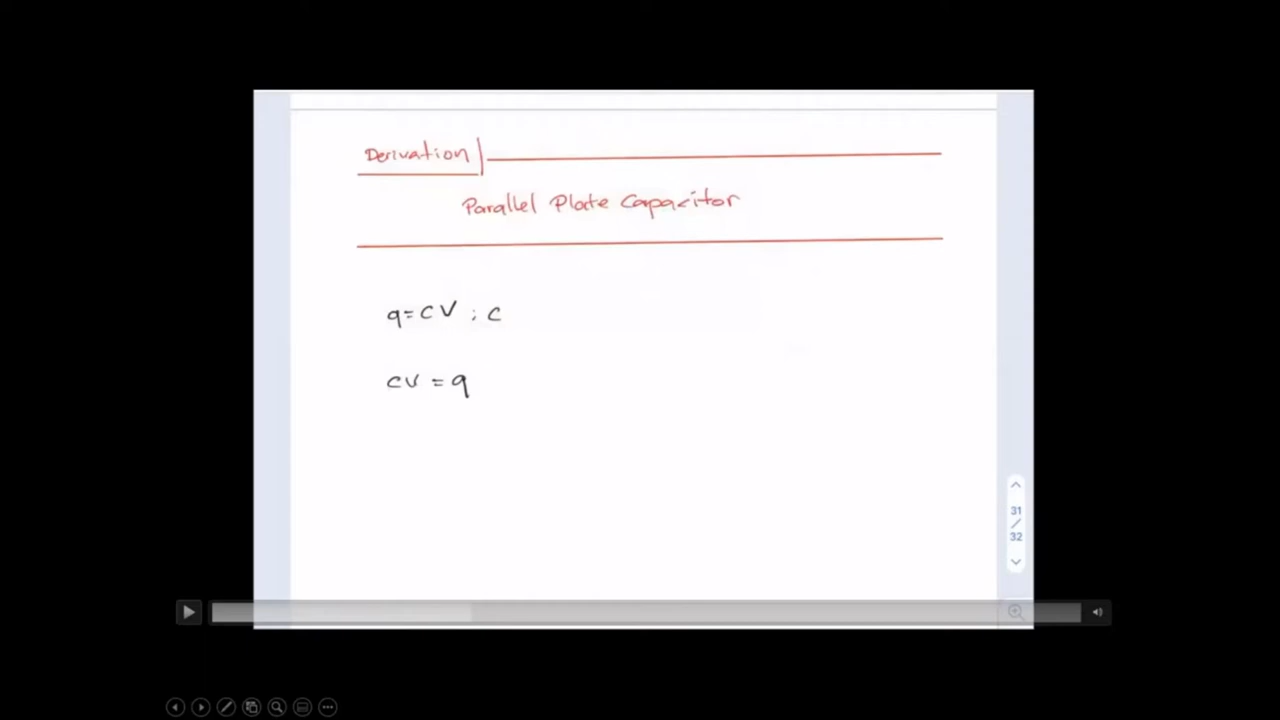 Derivation
Parallel Plate Capacitor
q=CV ; C
CV = q
31
/
32